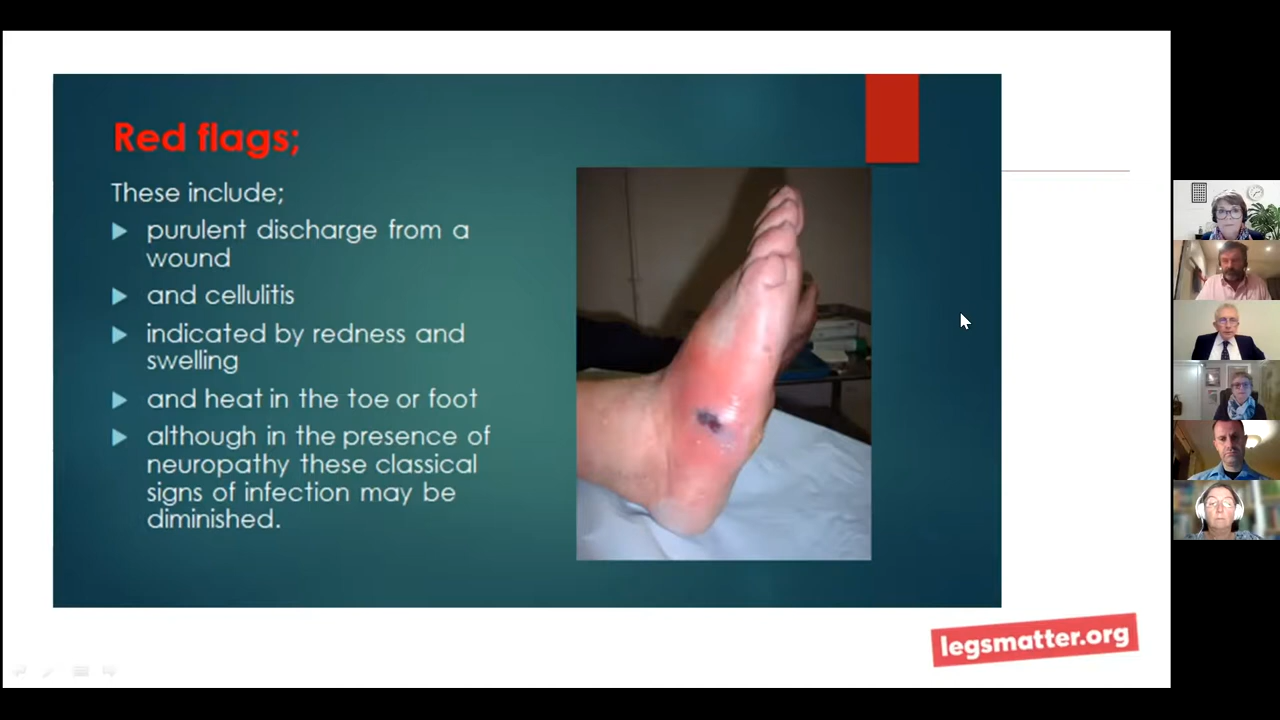 Red flags;
These include;
purulent discharge from a
wound
and cellulitis
indicated by redness and
swelling
and heat in the toe or foot
although in the presence of
neuropathy these classical
signs of infection may be
diminished.
legsmatter.org